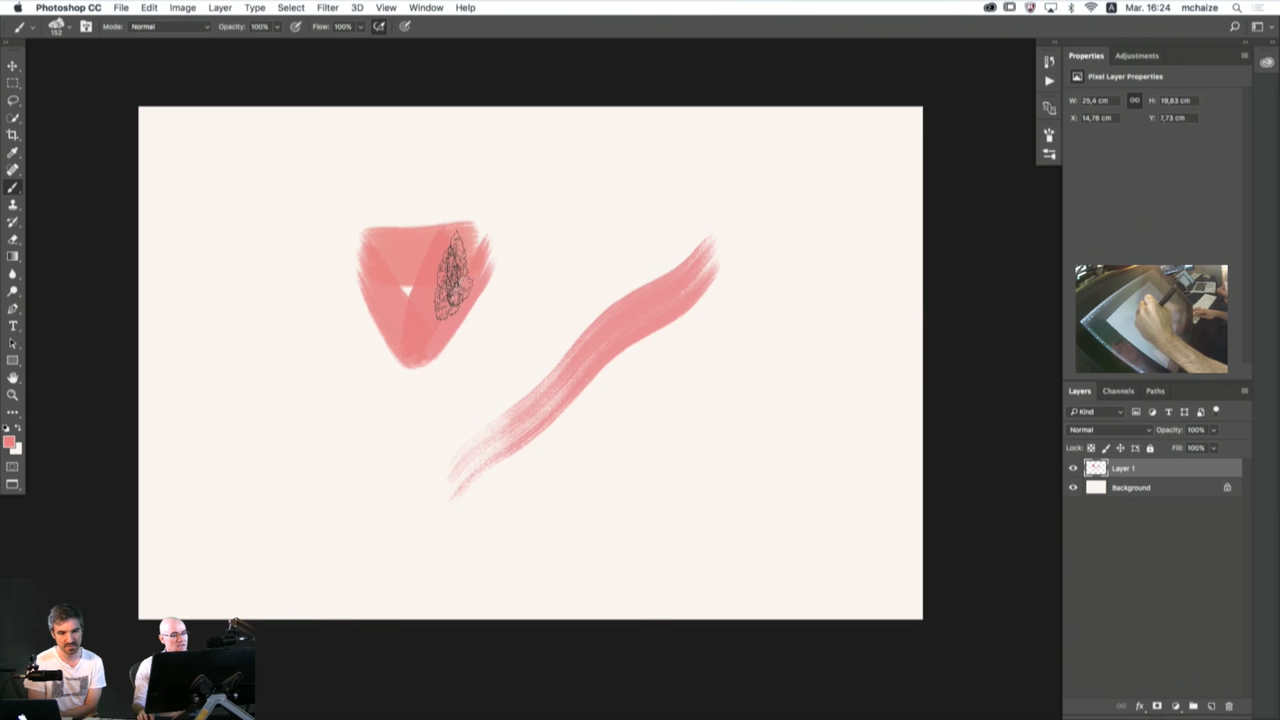 Photoshop CC File Edit Image Layer Type Select Filter 3D View Window Help Mar. 16:24 mchaize
152 Mode: Normal Opacity: 100% Flow: 100%
Properties Adjustments
Pixel Layer Properties
W: 25,4 cm H: 19,83 cm
X: 14,76 cm Y: 7,73 cm
Layers Channels Paths
Kind
Normal Opacity: 100%
Lock: Fill: 100%
Layer 1
Background